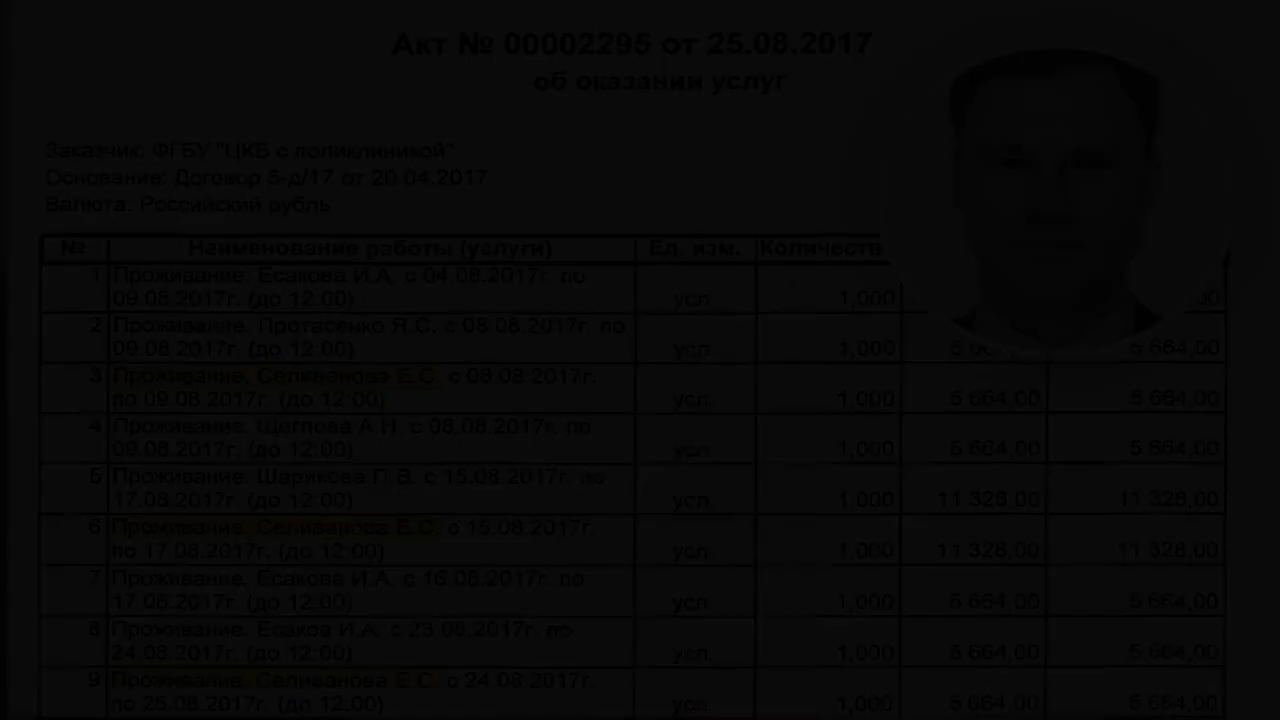 Акт № 00002295 от 25.08.2017
об оказании услуг
Заказчик: ФГБУ "ЦКБ с поликлиникой"
Основание: Договор 5-д/17 от 20.04.2017
Валюта: Российский рубль
№ Наименование работы (услуги) Ед. изм. Количеств
1 Проживание. Есакова И.А. с 04.08.2017г. по
09.08.2017г. (до 12:00) усл. 1,000
2 Проживание. Протасенко Я.С. с 08.08.2017г. по
09.08.2017г. (до 12:00) усл. 1,000 5 664,00
3 Проживание. Селиванова Е.С. с 08.08.2017г.
по 09.08.2017г. (до 12:00) усл. 1,000 5 664,00 5 664,00
4 Проживание. Щеглова А.Н. с 08.08.2017г. по
09.08.2017г. (до 12:00) усл. 1,000 5 664,00 5 664,00
5 Проживание. Шарикова П.В. с 15.08.2017г. по
17.08.2017г. (до 12:00) усл. 1,000 11 328,00 11 328,00
6 Проживание. Селиванова Е.С. с 15.08.2017г.
по 17.08.2017г. (до 12:00) усл. 1,000 11 328,00 11 328,00
7 Проживание. Есакова И.А. с 16.08.2017г. по
17.08.2017г. (до 12:00) усл. 1,000 5 664,00 5 664,00
8 Проживание. Есаков И.А. с 23.08.2017г. по
24.08.2017г. (до 12:00) усл. 1,000 5 664,00 5 664,00
9 Проживание. Селиванова Е.С. с 24.08.2017г.
по 25.08.2017г. (до 12:00) усл. 1,000 5 664,00 5 664,00